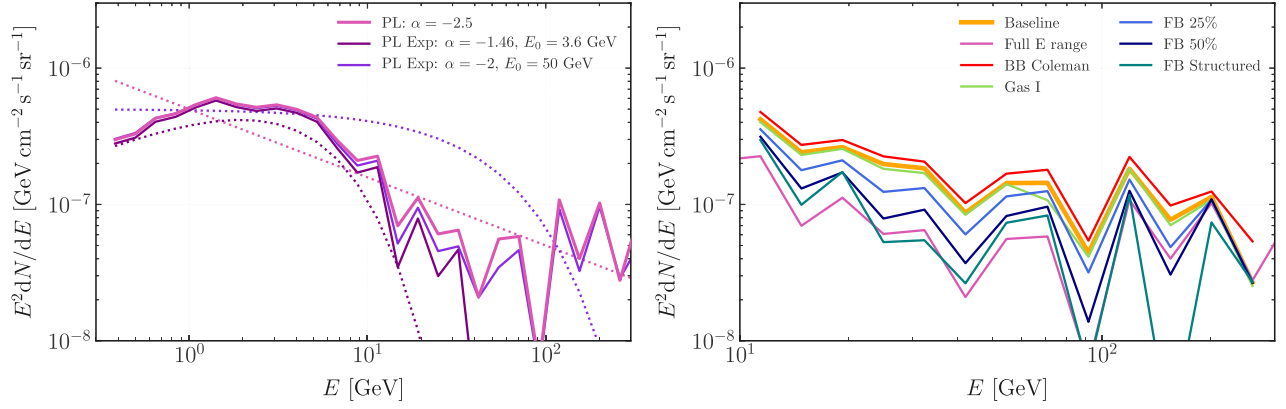 PL: α = −2.5
PL Exp: α = −1.46, E₀ = 3.6 GeV
PL Exp: α = −2, E₀ = 50 GeV
E²dN/dE [GeV cm⁻² s⁻¹ sr⁻¹]
10⁻⁶
10⁻⁷
10⁻⁸
10⁰
10¹
10²
E [GeV]
Baseline
Full E range
BB Coleman
Gas I
FB 25%
FB 50%
FB Structured
E²dN/dE [GeV cm⁻² s⁻¹ sr⁻¹]
10⁻⁶
10⁻⁷
10⁻⁸
10¹
10²
E [GeV]